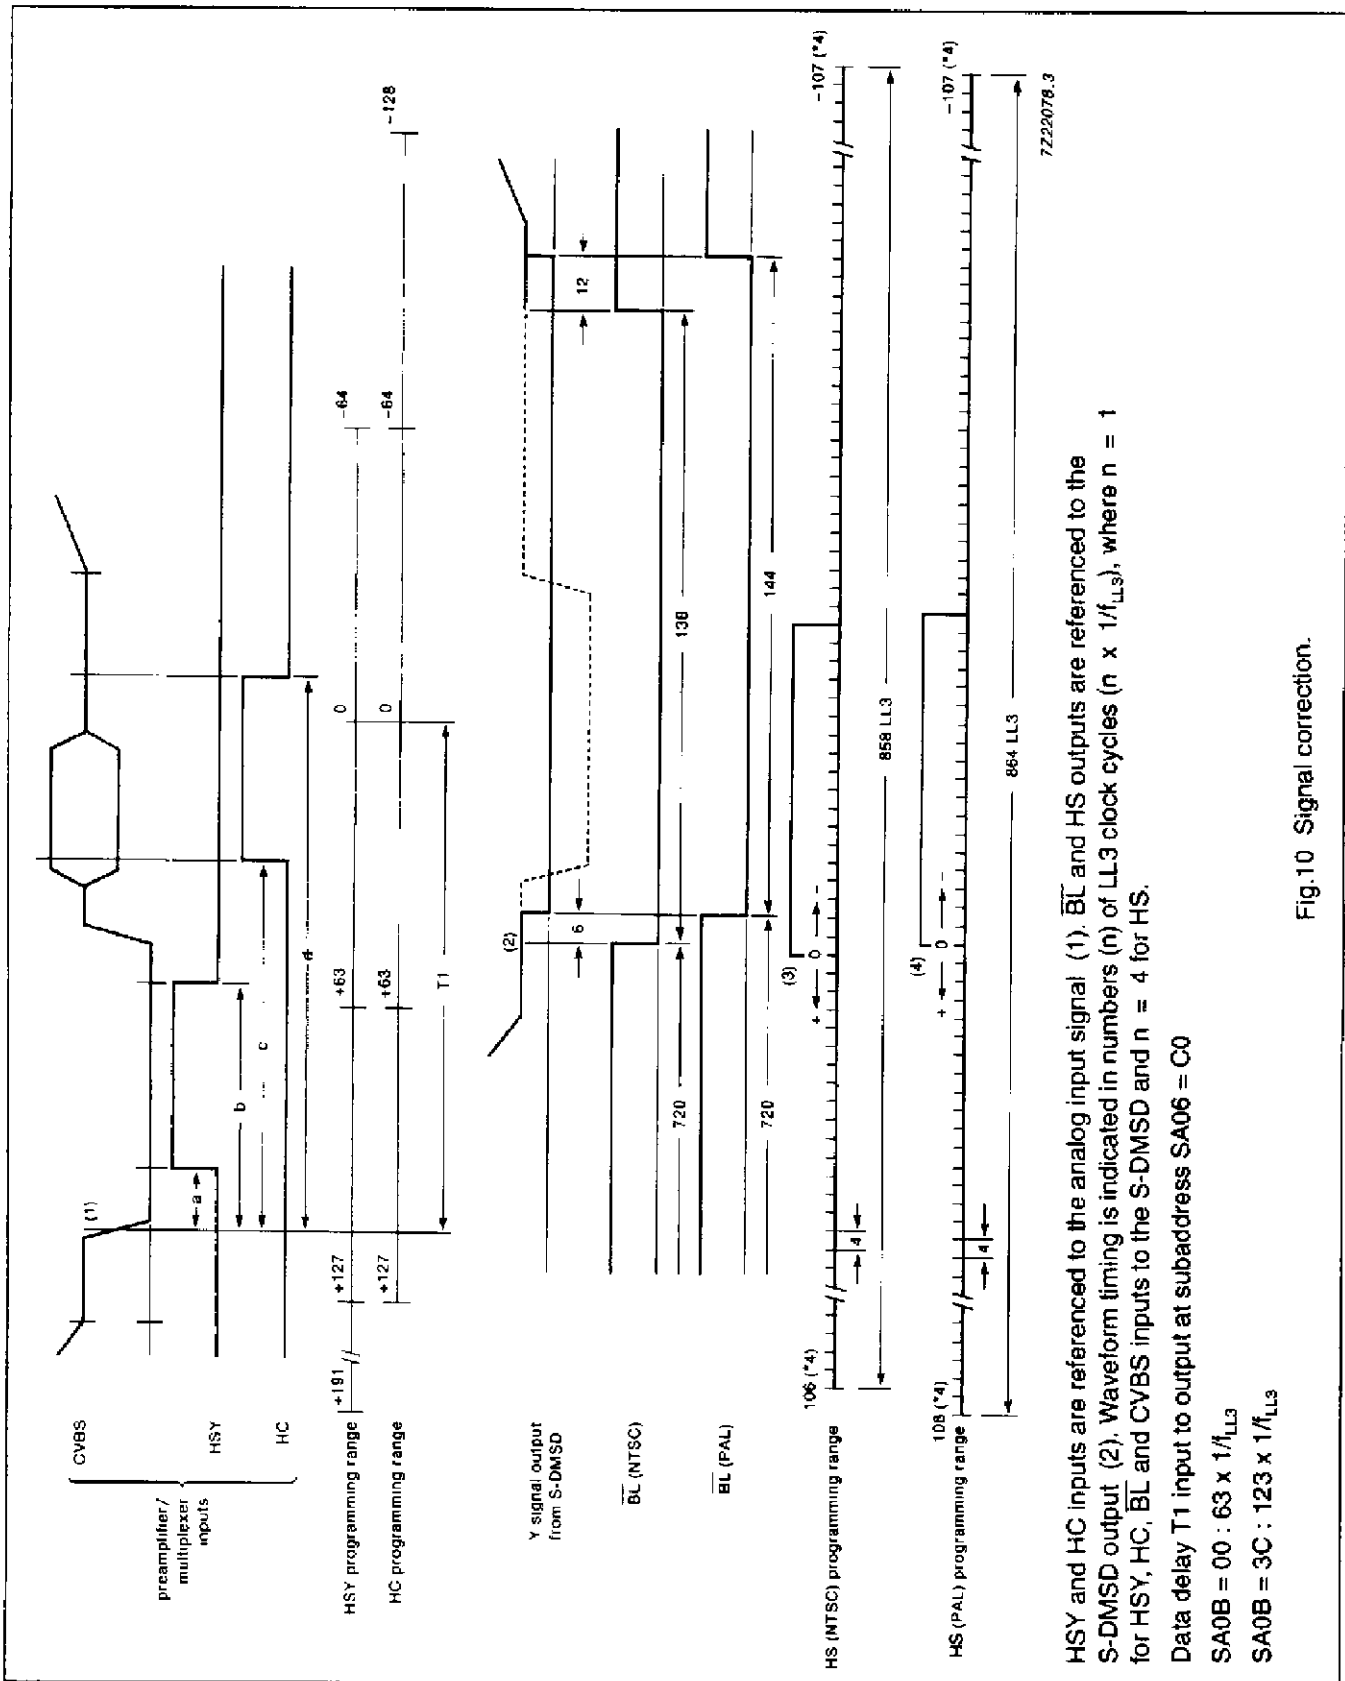 CVBS
(1)
preamplifier/
multiplexer
inputs
HSY
a
HC
b
c
d
HSY programming range
+191
+127
+63
0
-64
HC programming range
+127
+63
0
-64
-128
T1
Y signal output
from S-DMSD
(2)
6
12
BL (NTSC)
720
138
BL (PAL)
720
144
(3)
+ 0 -
HS (NTSC) programming range
106 (*4)
-107 (*4)
4
858 LL3
(4)
+ 0 -
HS (PAL) programming range
108 (*4)
-107 (*4)
4
864 LL3
7Z22076.3
HSY and HC inputs are referenced to the analog input signal (1). BL and HS outputs are referenced to the
S-DMSD output (2). Waveform timing is indicated in numbers (n) of LL3 clock cycles (n x 1/fLL3), where n = 1
for HSY, HC, BL and CVBS inputs to the S-DMSD and n = 4 for HS.
Data delay T1 input to output at subaddress SA06 = C0
SA0B = 00 : 63 x 1/fLL3
SA0B = 3C : 123 x 1/fLL3
Fig.10 Signal correction.